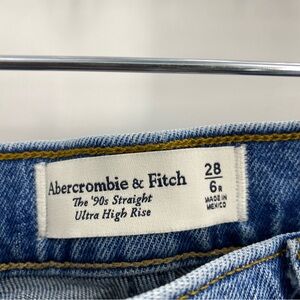 Abercrombie & Fitch
The '90s Straight
Ultra High Rise
28
6R
MADE IN
MEXICO